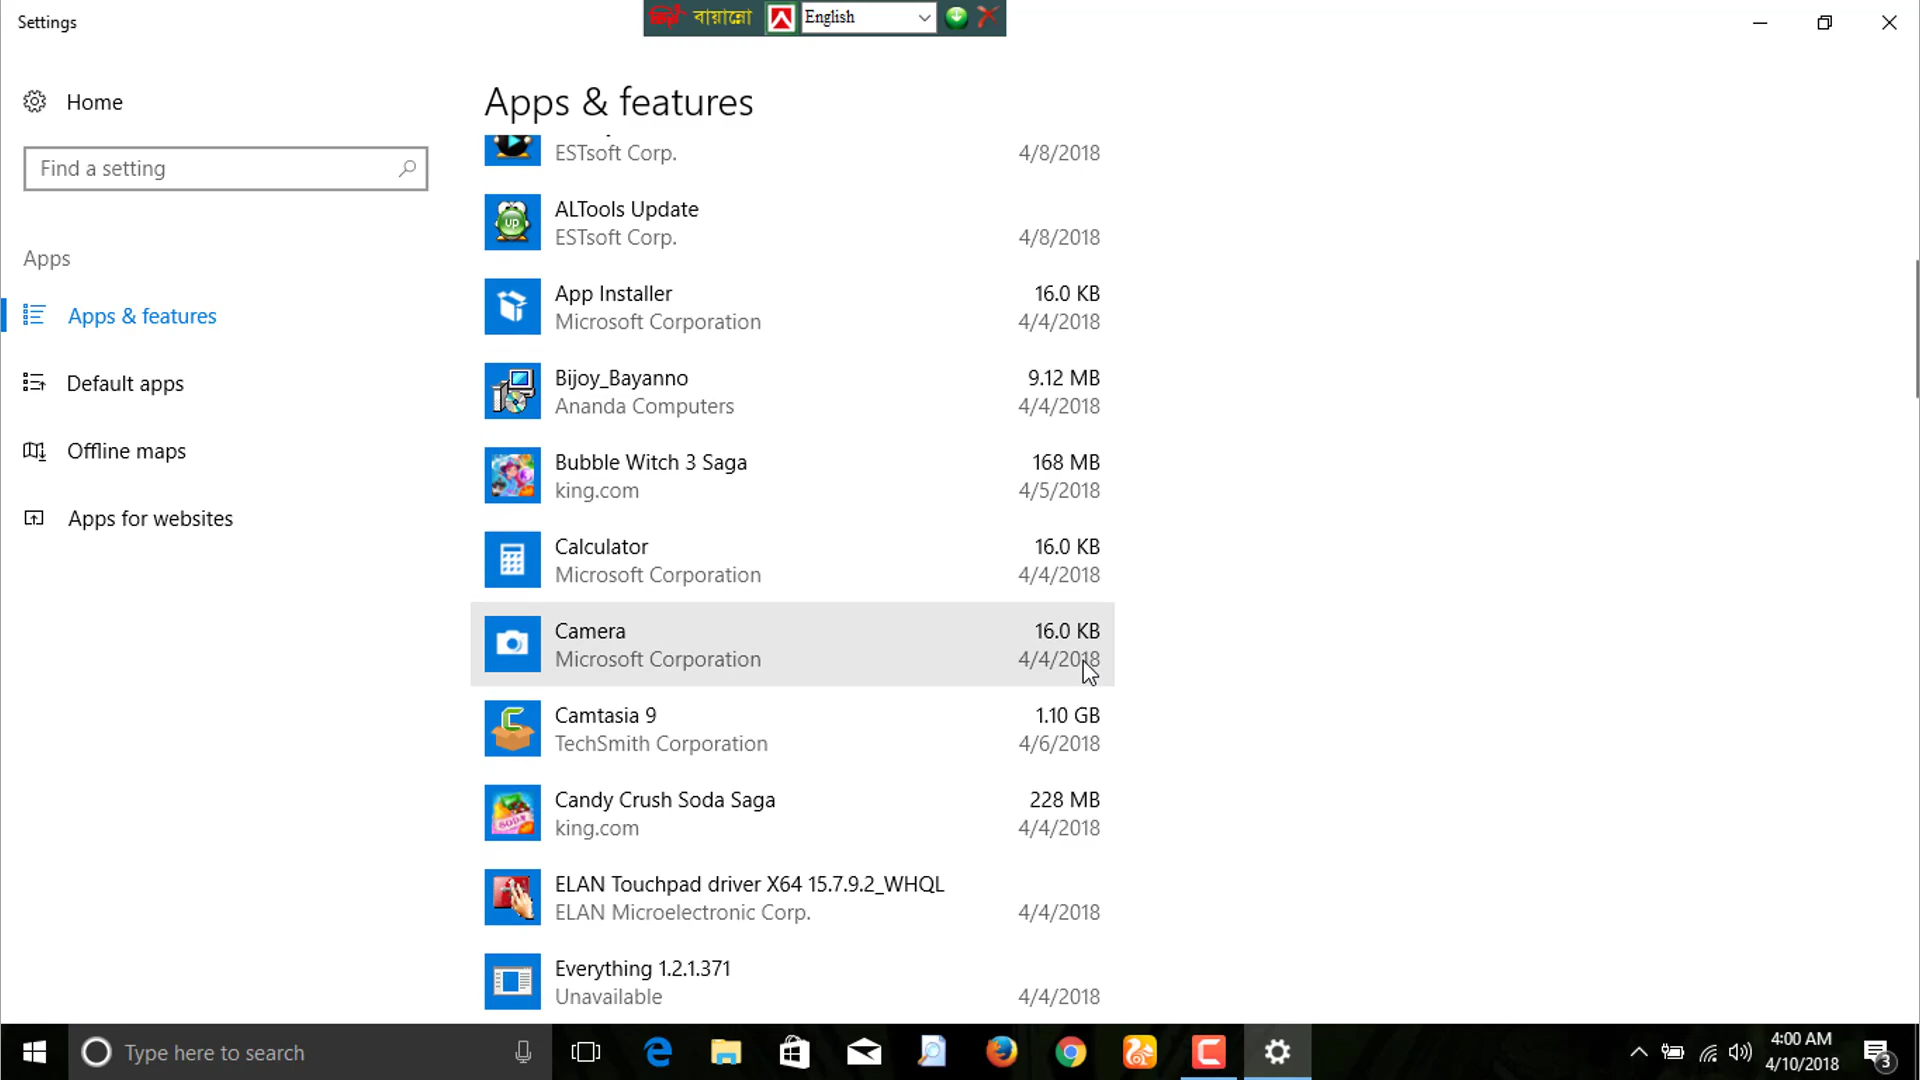 Settings
বায়ান্নো
English
Home
Find a setting
Apps
Apps & features
Default apps
Offline maps
Apps for websites
Apps & features
ESTsoft Corp.
4/8/2018
ALTools Update
ESTsoft Corp.
4/8/2018
App Installer
16.0 KB
Microsoft Corporation
4/4/2018
Bijoy_Bayanno
9.12 MB
Ananda Computers
4/4/2018
Bubble Witch 3 Saga
168 MB
king.com
4/5/2018
Calculator
16.0 KB
Microsoft Corporation
4/4/2018
Camera
16.0 KB
Microsoft Corporation
4/4/2018
Camtasia 9
1.10 GB
TechSmith Corporation
4/6/2018
Candy Crush Soda Saga
228 MB
king.com
4/4/2018
ELAN Touchpad driver X64 15.7.9.2_WHQL
ELAN Microelectronic Corp.
4/4/2018
Everything 1.2.1.371
Unavailable
4/4/2018
Type here to search
4:00 AM
4/10/2018
3